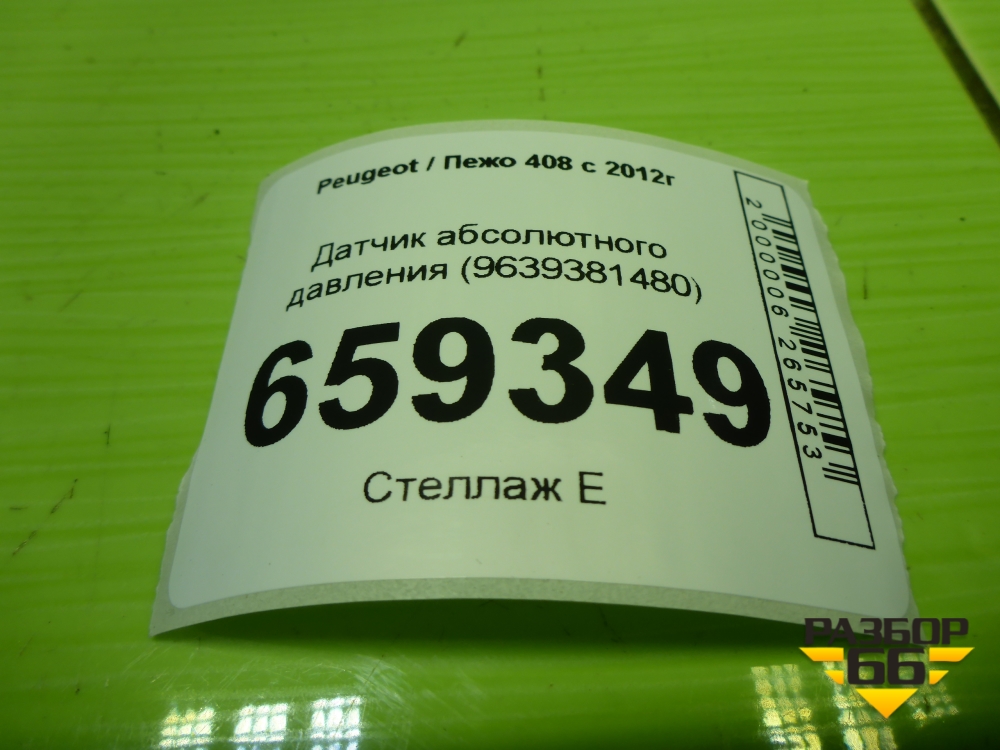 Peugeot / Пежо 408 с 2012г
Датчик абсолютного
давления (9639381480)
659349
Стеллаж Е
2000006265753
РАЗБОР
66